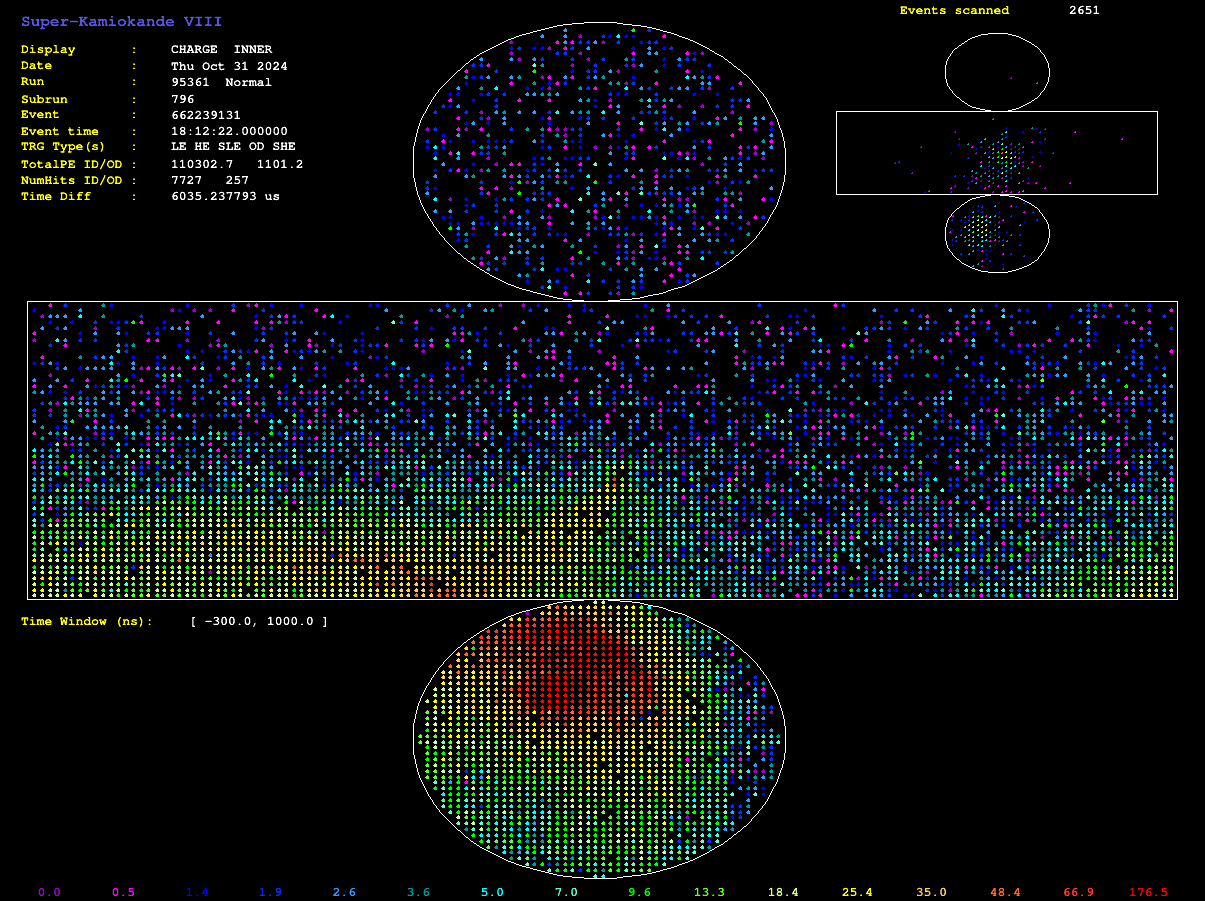 Super-Kamiokande VIII
Events scanned 2651
Display : CHARGE INNER
Date : Thu Oct 31 2024
Run : 95361 Normal
Subrun : 796
Event : 662239131
Event time : 18:12:22.000000
TRG Type(s) : LE HE SLE OD SHE
TotalPE ID/OD : 110302.7 1101.2
NumHits ID/OD : 7727 257
Time Diff : 6035.237793 us
Time Window (ns): [ -300.0, 1000.0 ]
0.0 0.5 1.4 1.9 2.6 3.6 5.0 7.0 9.6 13.3 18.4 25.4 35.0 48.4 66.9 176.5